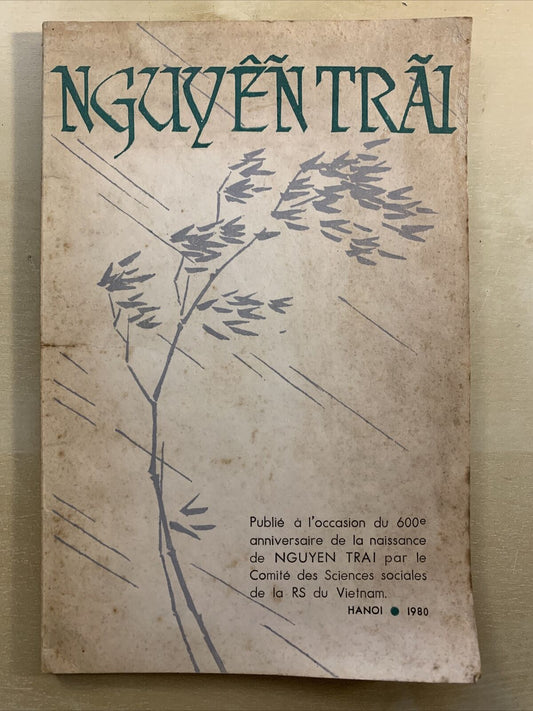 NGUYỄN TRÃI
Publié à l'occasion du 600e
anniversaire de la naissance
de NGUYEN TRAI par le
Comité des Sciences sociales
de la RS du Vietnam.
HANOI ● 1980